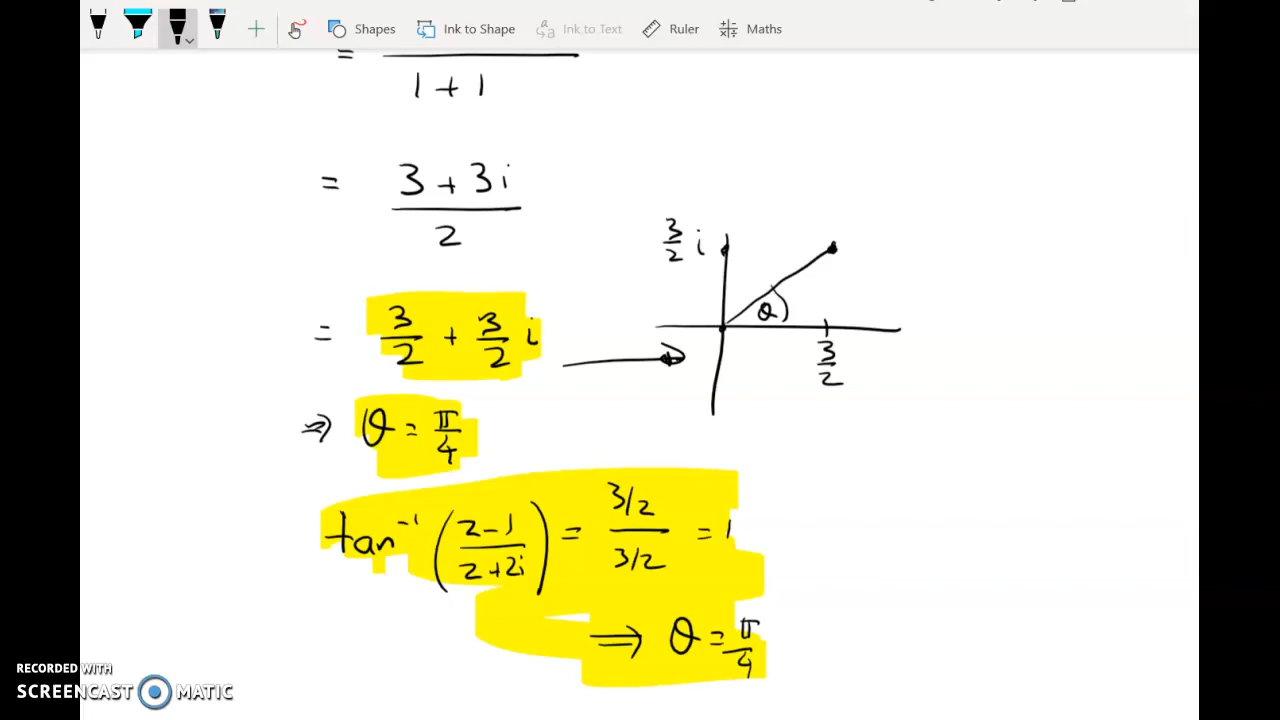 Shapes Ink to Shape Ink to Text Ruler Maths
=
1 + 1
= 3 + 3i
2
3/2 i
= 3/2 + 3/2 i
θ
3/2
⇒ θ = π/4
tan⁻¹ (z-1 / z+2i) = 3/2 / 3/2 = 1
⇒ θ = π/4
RECORDED WITH
SCREENCAST MATIC